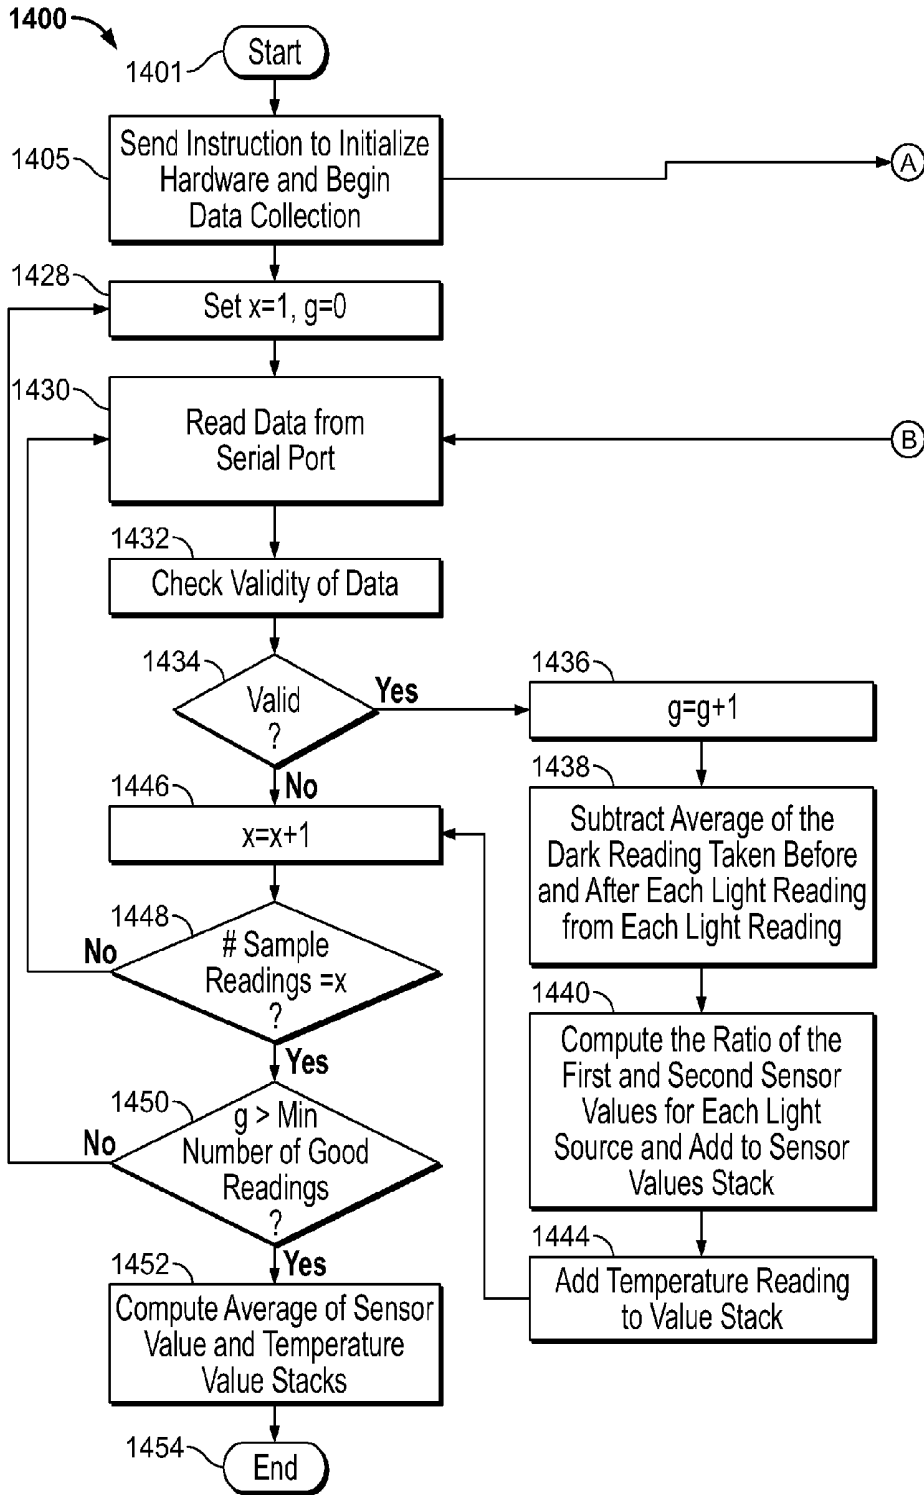 1400
Start
1401
1405
Send Instruction to Initialize
Hardware and Begin
Data Collection
A
1428
Set x=1, g=0
1430
Read Data from
Serial Port
B
1432
Check Validity of Data
1434
Valid
?
Yes
No
1436
g=g+1
1438
Subtract Average of the
Dark Reading Taken Before
and After Each Light Reading
from Each Light Reading
1440
Compute the Ratio of the
First and Second Sensor
Values for Each Light
Source and Add to Sensor
Values Stack
1444
Add Temperature Reading
to Value Stack
1446
x=x+1
1448
# Sample
Readings =x
?
No
Yes
1450
g > Min
Number of Good
Readings
?
No
Yes
1452
Compute Average of Sensor
Value and Temperature
Value Stacks
1454
End